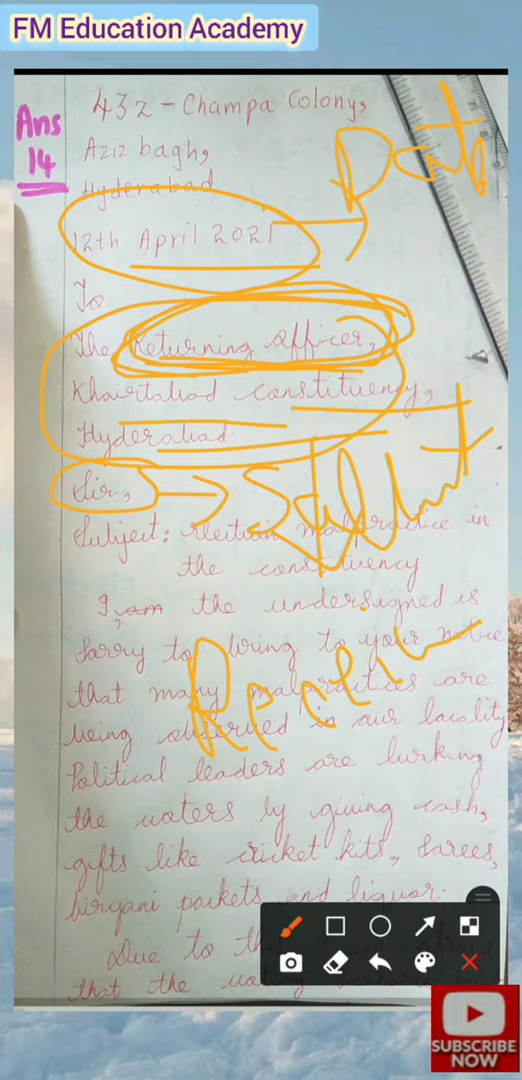 FM Education Academy
Ans
14
432 - Champa Colony,
Aziz bagh,
Hyderabad
12th April 2021
Date
To
The Returning officer,
Khairtabad constituency,
Hyderabad.
Sir,
Subject: Election malpractice in
the constituency
I, am the undersigned is
sorry to bring to your notice
that many malpractices are
being observed in our locality
Political leaders are lurking
the voters by giving cash,
gifts like cricket kits, sarees,
biryani packets and liquor.
Due to
that the
SUBSCRIBE
NOW